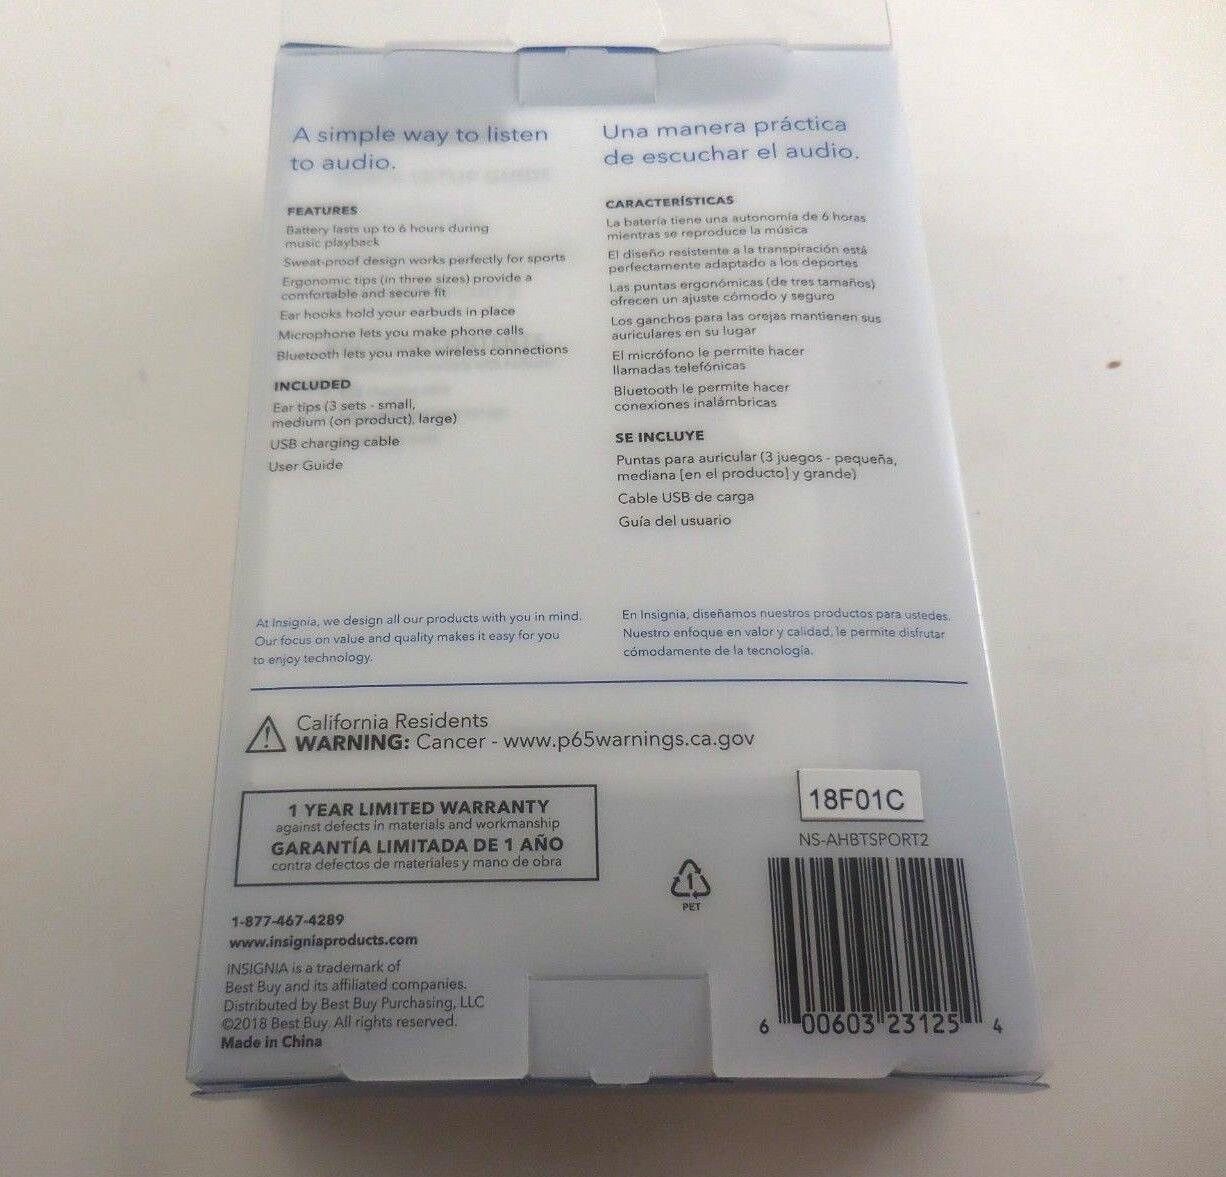 A simple way to listen
to audio.
FEATURES
Battery lasts up to 6 hours during
music playback
Sweat-proof design works perfectly for sports
Ergonomic tips (in three sizes) provide a
comfortable and secure fit
Ear hooks hold your earbuds in place
Microphone lets you make phone calls
Bluetooth lets you make wireless connections
INCLUDED
Ear tips (3 sets - small,
medium (on product), large)
USB charging cable
User Guide
Una manera práctica
de escuchar el audio.
CARACTERÍSTICAS
La batería tiene una autonomía de 6 horas
mientras se reproduce la música
El diseño resistente a la transpiración está
perfectamente adaptado a los deportes
Las puntas ergonómicas (de tres tamaños)
ofrecen un ajuste cómodo y seguro
Los ganchos para las orejas mantienen sus
auriculares en su lugar
El micrófono le permite hacer
llamadas telefónicas
Bluetooth le permite hacer
conexiones inalámbricas
SE INCLUYE
Puntas para auricular (3 juegos - pequeña,
mediana [en el producto] y grande)
Cable USB de carga
Guía del usuario
At Insignia, we design all our products with you in mind.
Our focus on value and quality makes it easy for you
to enjoy technology.
En Insignia, diseñamos nuestros productos para ustedes.
Nuestro enfoque en valor y calidad, le permite disfrutar
cómodamente de la tecnología.
California Residents
WARNING: Cancer - www.p65warnings.ca.gov
1 YEAR LIMITED WARRANTY
against defects in materials and workmanship
GARANTÍA LIMITADA DE 1 AÑO
contra defectos de materiales y mano de obra
1-877-467-4289
www.insigniaproducts.com
INSIGNIA is a trademark of
Best Buy and its affiliated companies.
Distributed by Best Buy Purchasing, LLC
©2018 Best Buy. All rights reserved.
Made in China
1
PET
18F01C
NS-AHBTSPORT2
6 00603 23125 4